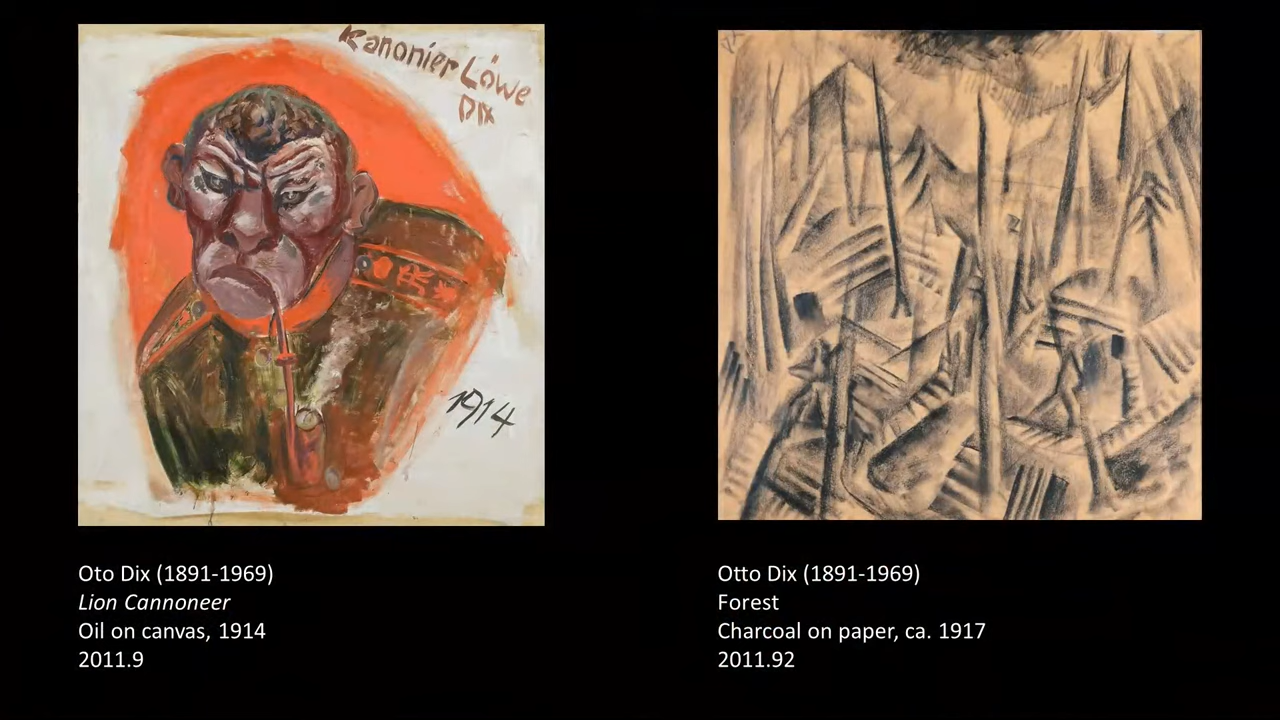 Kanonier Löwe
Dix
1914
Oto Dix (1891-1969)
Lion Cannoneer
Oil on canvas, 1914
2011.9
Otto Dix (1891-1969)
Forest
Charcoal on paper, ca. 1917
2011.92